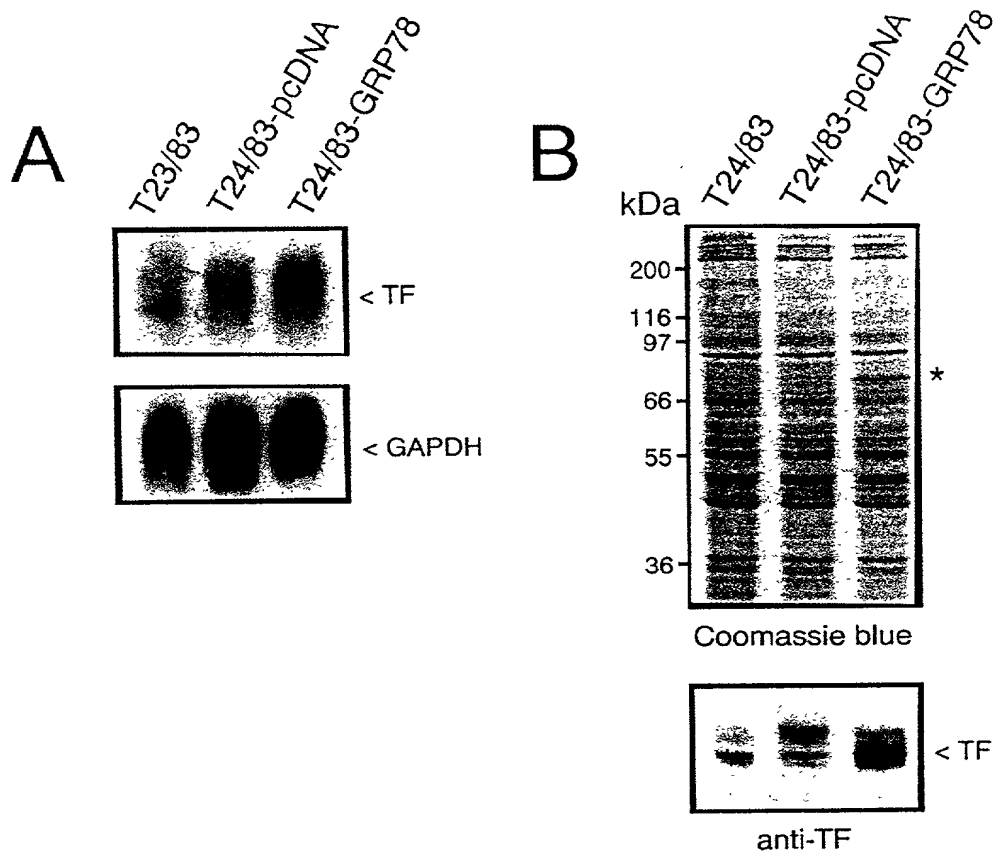 A
T23/83
T24/83-pcDNA
T24/83-GRP78
< TF
< GAPDH
B
kDa
T24/83
T24/83-pcDNA
T24/83-GRP78
200
116
97
*
66
55
36
Coomassie blue
< TF
anti-TF